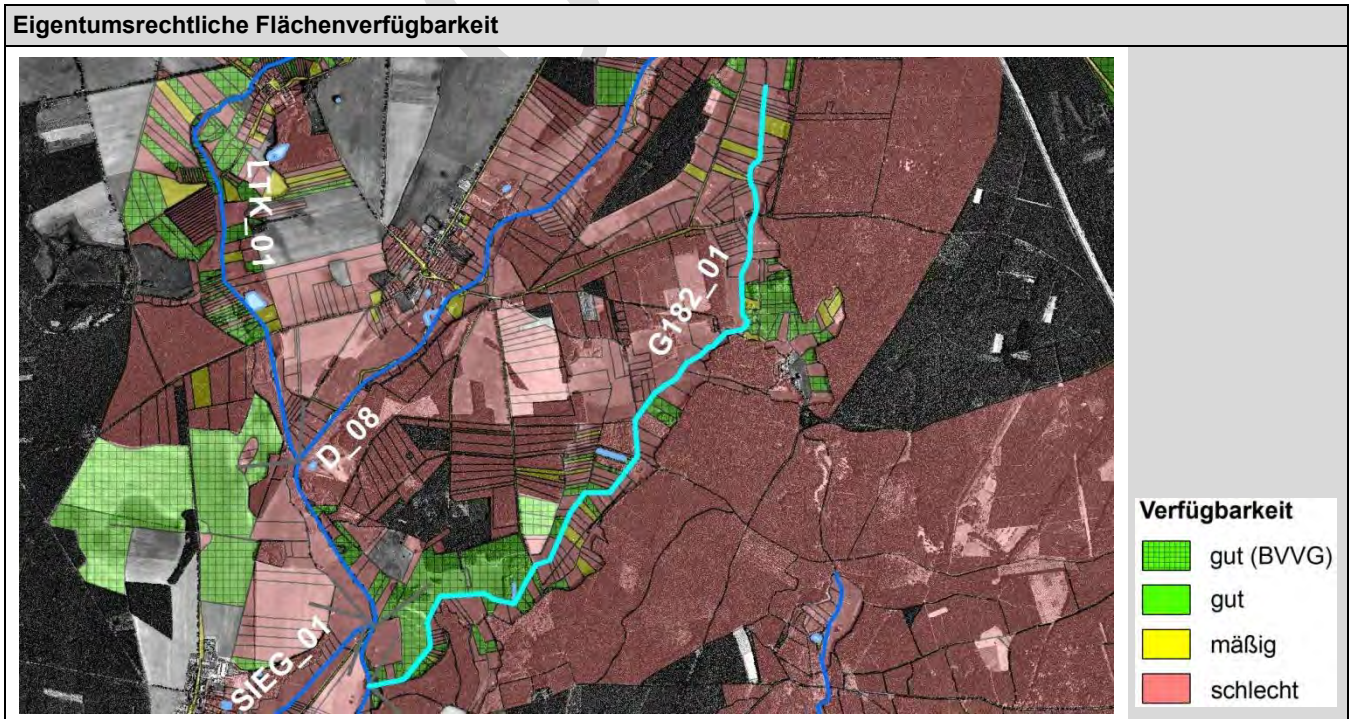 Eigentumsrechtliche Flächenverfügbarkeit
LTK_01
G182_01
D_08
SIEG_01
Verfügbarkeit
gut (BVVG)
gut
mäßig
schlecht